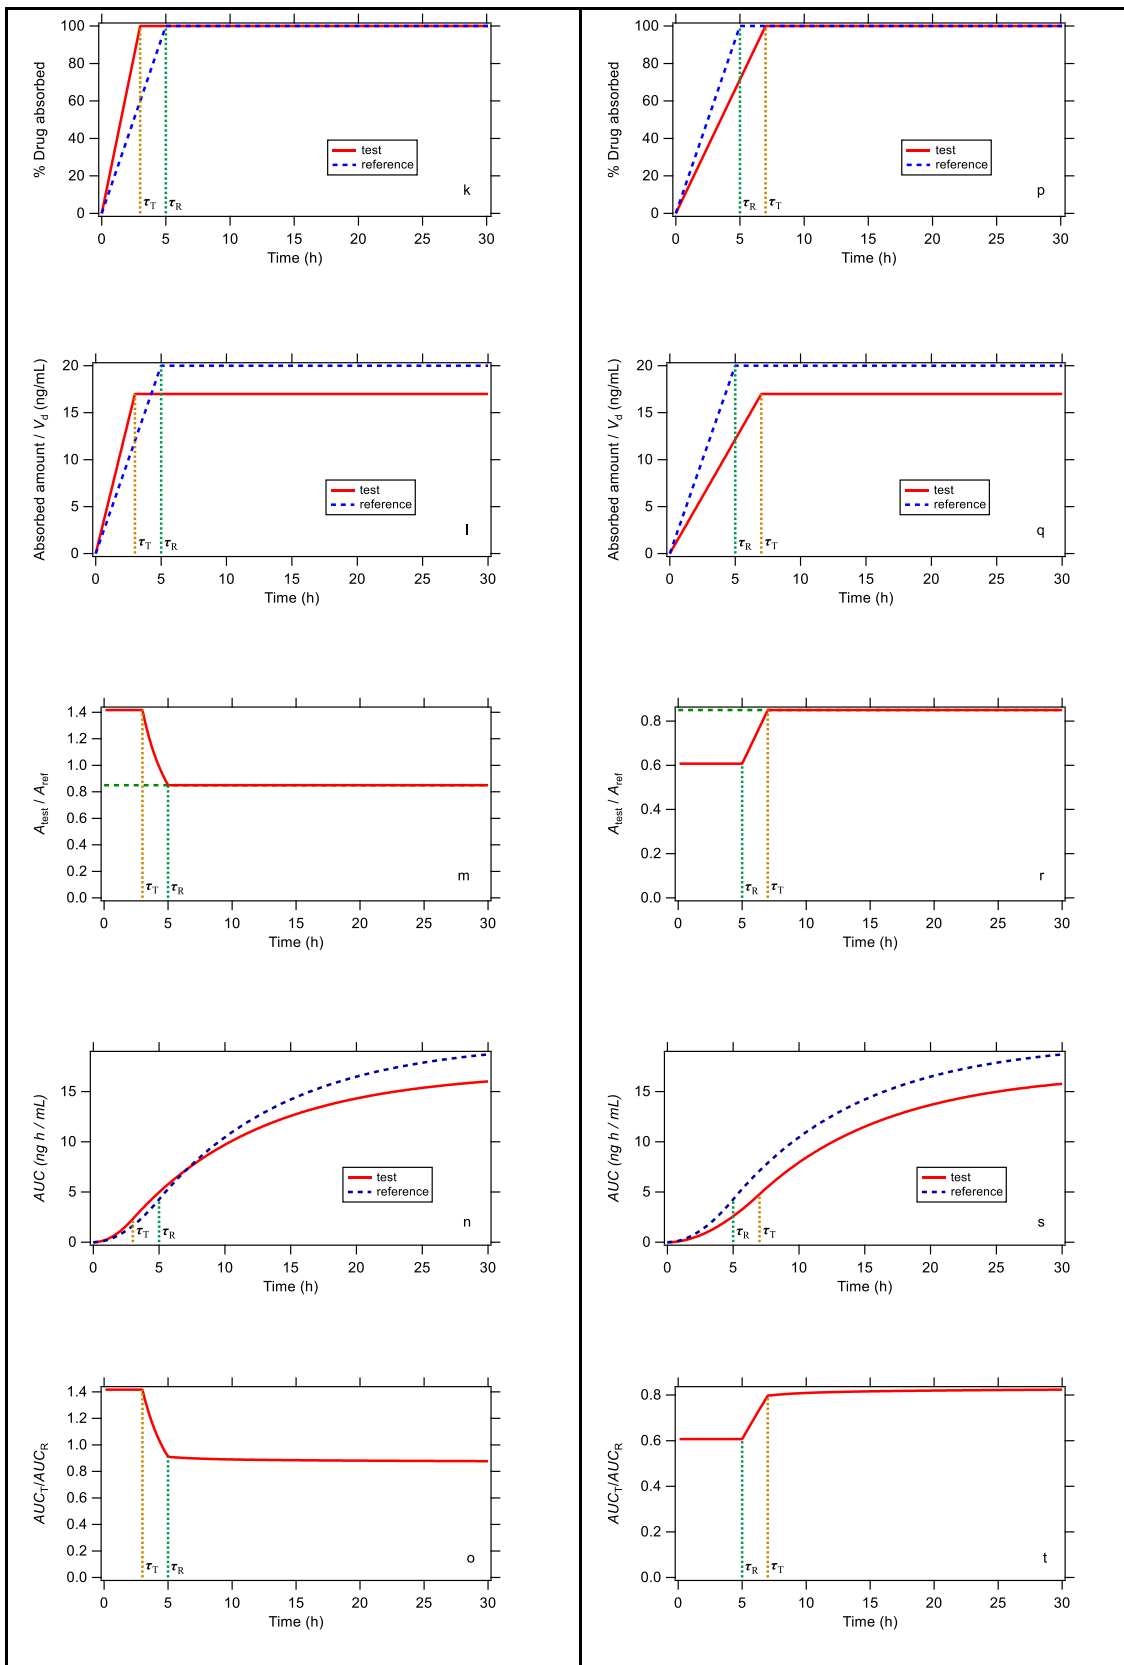 100
80
60
40
20
0
% Drug absorbed
test
reference
k
τT
τR
0 5 10 15 20 25 30
Time (h)
20
15
10
5
0
Absorbed amount / Vd (ng/mL)
test
reference
l
τT
τR
0 5 10 15 20 25 30
Time (h)
1.4
1.2
1.0
0.8
0.6
0.4
0.2
0.0
Atest / Aref
m
τT
τR
0 5 10 15 20 25 30
Time (h)
15
10
5
0
AUC (ng h / mL)
test
reference
n
τT
τR
0 5 10 15 20 25 30
Time (h)
1.4
1.2
1.0
0.8
0.6
0.4
0.2
0.0
AUCT/AUCR
o
τT
τR
0 5 10 15 20 25 30
Time (h)
100
80
60
40
20
0
% Drug absorbed
test
reference
p
τR
τT
0 5 10 15 20 25 30
Time (h)
20
15
10
5
0
Absorbed amount / Vd (ng/mL)
test
reference
q
τR
τT
0 5 10 15 20 25 30
Time (h)
0.8
0.6
0.4
0.2
0.0
Atest / Aref
r
τR
τT
0 5 10 15 20 25 30
Time (h)
15
10
5
0
AUC (ng h / mL)
test
reference
s
τR
τT
0 5 10 15 20 25 30
Time (h)
0.8
0.6
0.4
0.2
0.0
AUCT/AUCR
t
τR
τT
0 5 10 15 20 25 30
Time (h)